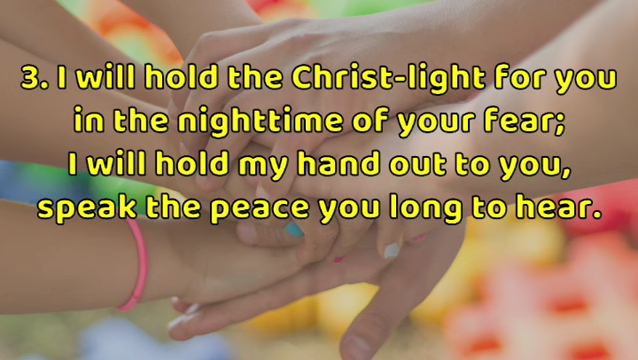 3. I will hold the Christ-light for you
in the nighttime of your fear;
I will hold my hand out to you,
speak the peace you long to hear.